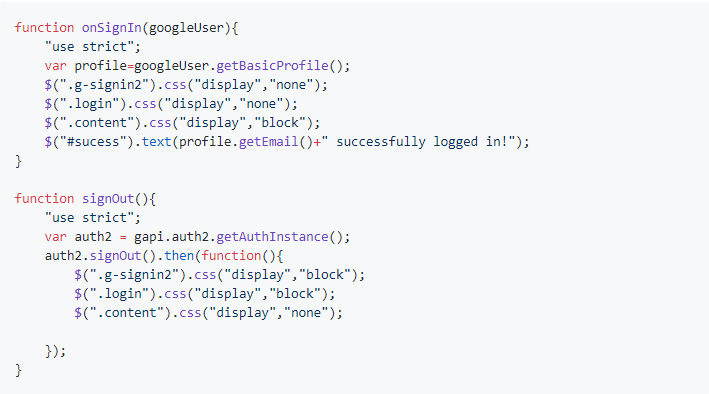 function onSignIn(googleUser){
    "use strict";
    var profile=googleUser.getBasicProfile();
    $(".g-signin2").css("display","none");
    $(".login").css("display","none");
    $(".content").css("display","block");
    $("#sucess").text(profile.getEmail()+" successfully logged in!");
}

function signOut(){
    "use strict";
    var auth2 = gapi.auth2.getAuthInstance();
    auth2.signOut().then(function(){
        $(".g-signin2").css("display","block");
        $(".login").css("display","block");
        $(".content").css("display","none");

    });
}